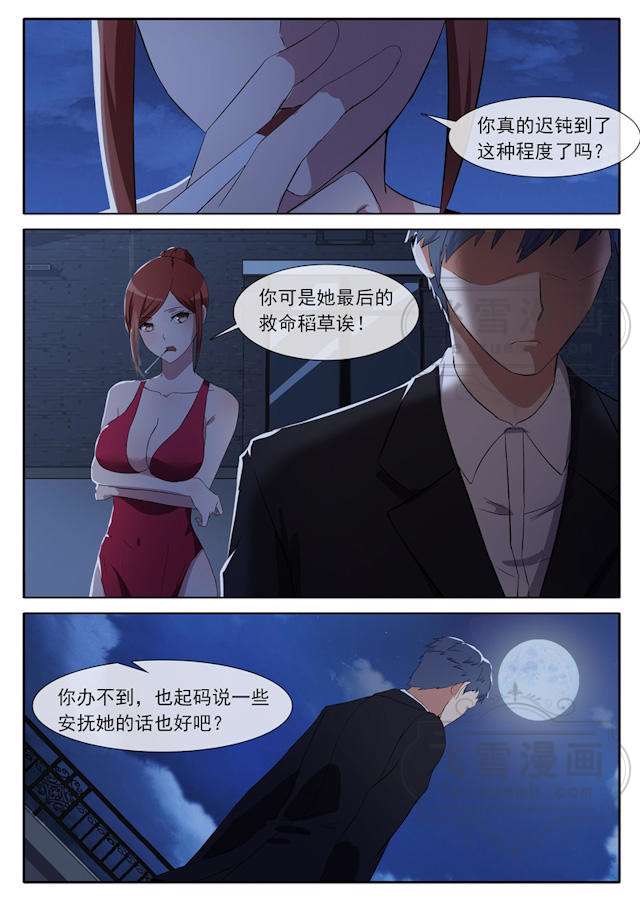 你真的迟钝到了
这种程度了吗？
你可是她最后的
救命稻草诶！
你办不到，也起码说一些
安抚她的话也好吧？